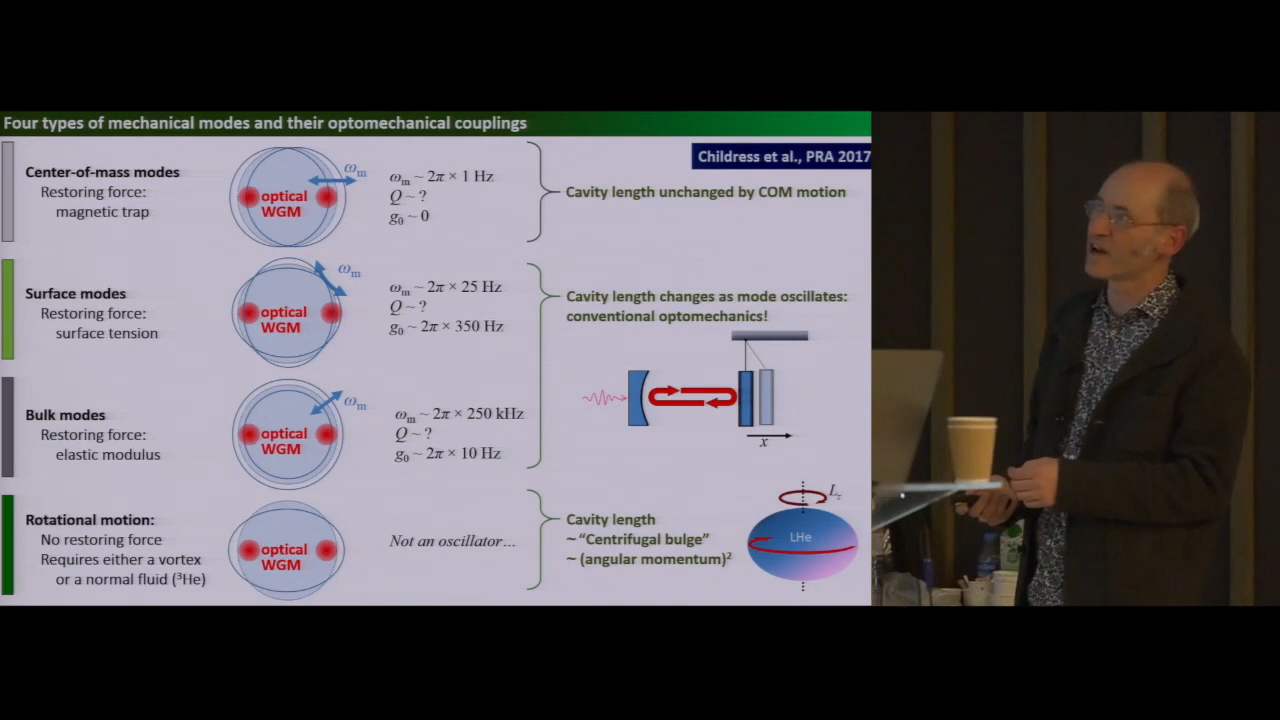 Four types of mechanical modes and their optomechanical couplings
Childress et al., PRA 2017
Center-of-mass modes
Restoring force:
magnetic trap
optical
WGM
ωm
ωm ~ 2π × 1 Hz
Q ~ ?
g0 ~ 0
Cavity length unchanged by COM motion
Surface modes
Restoring force:
surface tension
optical
WGM
ωm
ωm ~ 2π × 25 Hz
Q ~ ?
g0 ~ 2π × 350 Hz
Cavity length changes as mode oscillates:
conventional optomechanics!
x
Bulk modes
Restoring force:
elastic modulus
optical
WGM
ωm
ωm ~ 2π × 250 kHz
Q ~ ?
g0 ~ 2π × 10 Hz
Rotational motion:
No restoring force
Requires either a vortex
or a normal fluid (³He)
optical
WGM
Not an oscillator…
Cavity length
~ “Centrifugal bulge”
~ (angular momentum)²
Lz
LHe